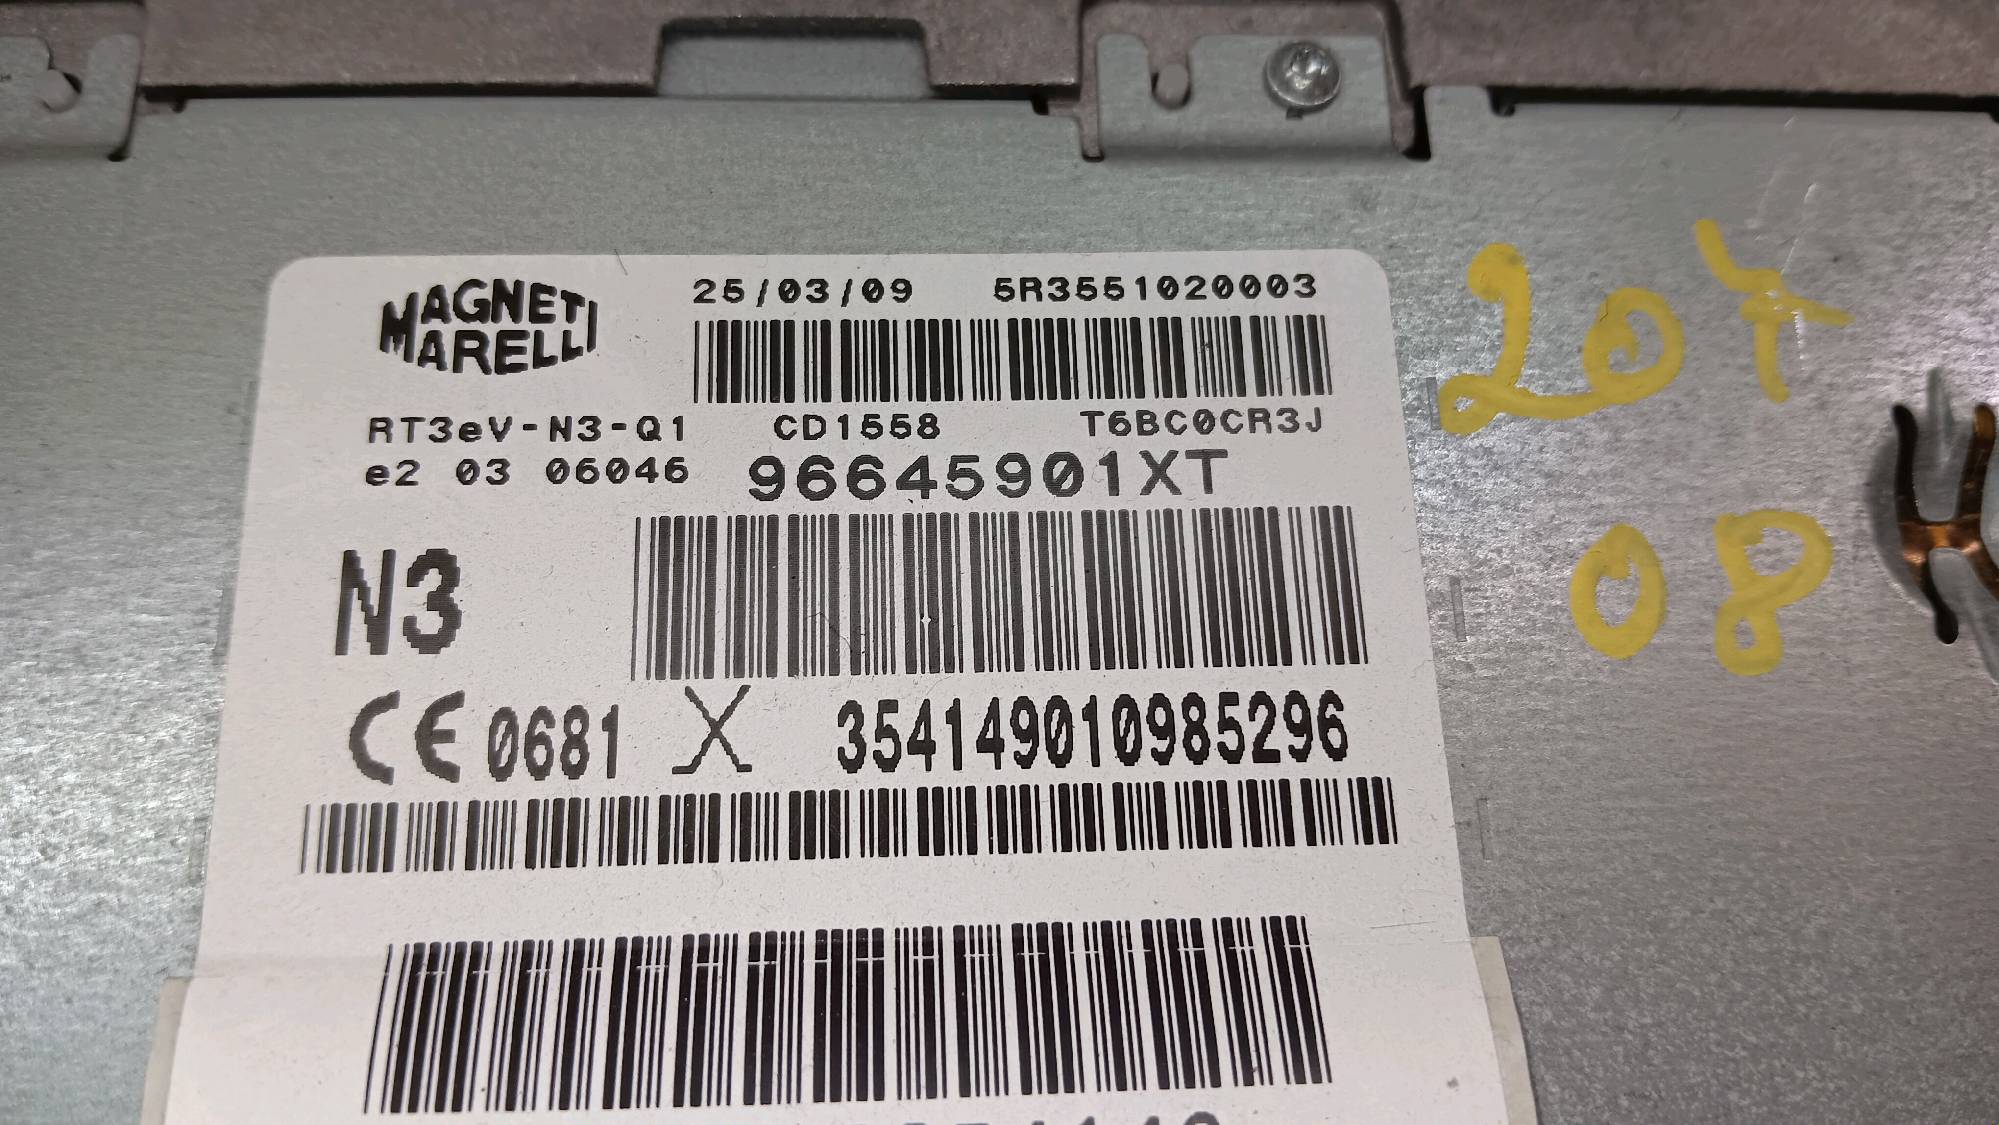 MAGNETI
MARELLI
25/03/09 5R3551020003
RT3eV-N3-Q1 CD1558 T6BC0CR3J
e2 03 06046 96645901XT
N3
CE 0681 354149010985296
207
08